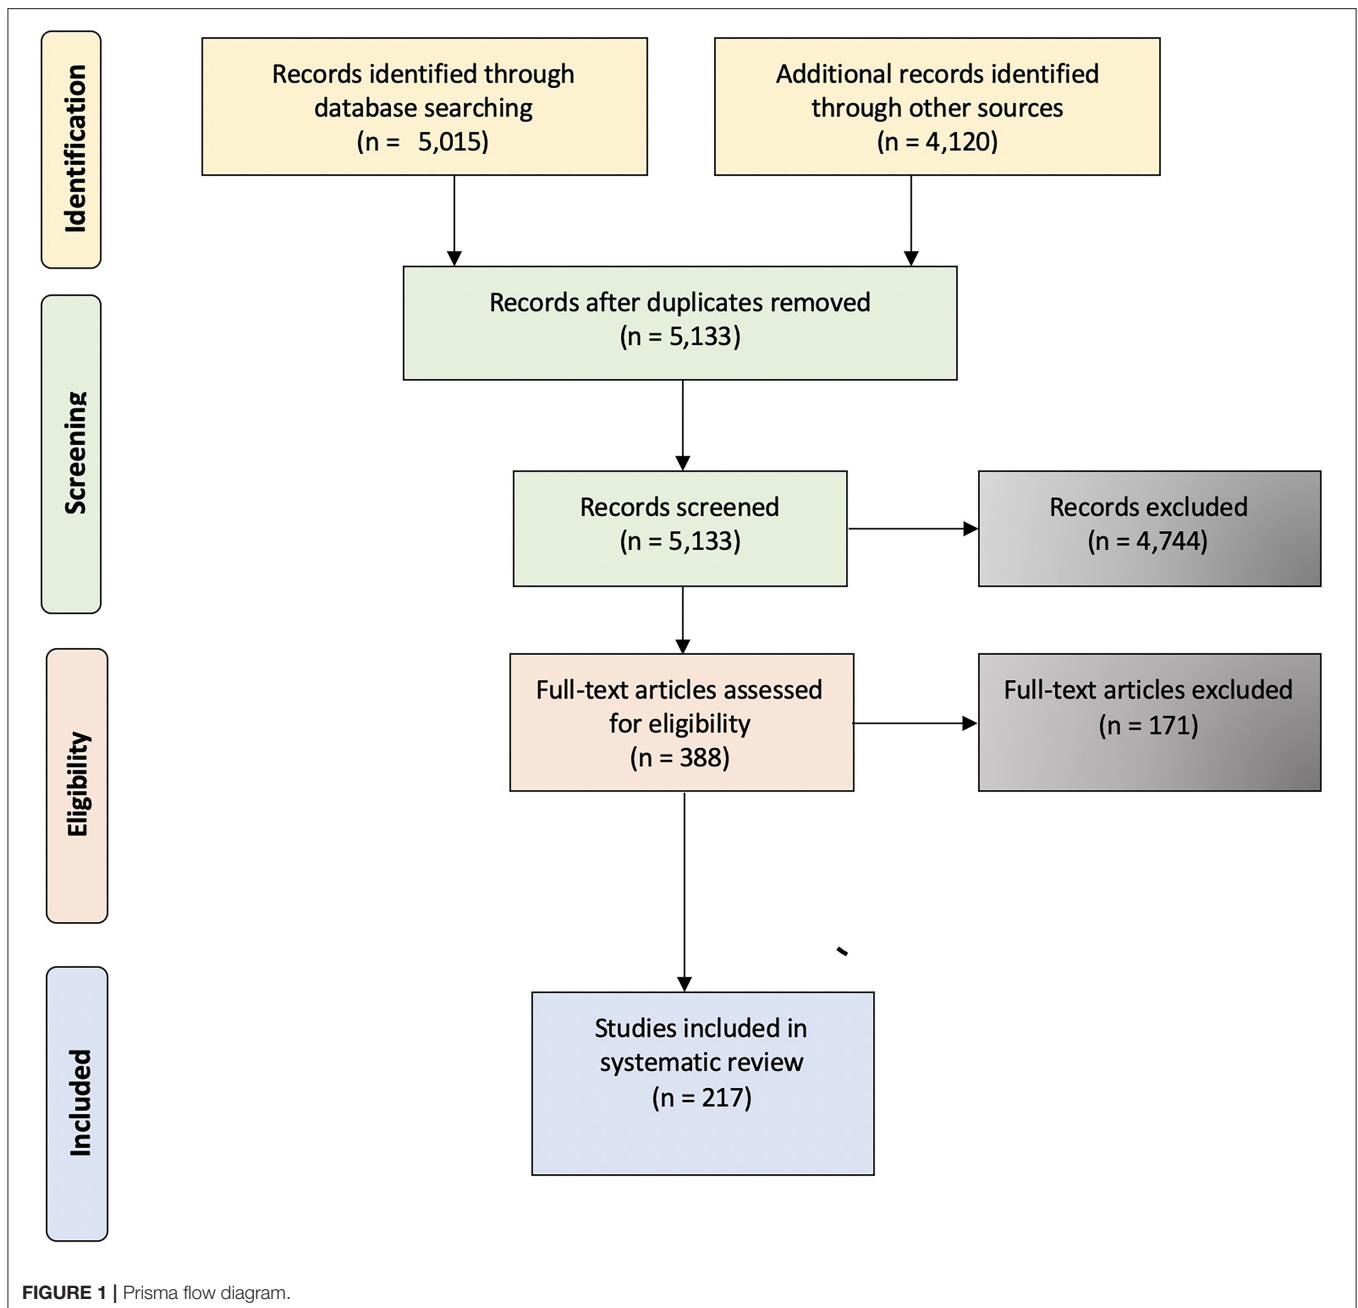 Identification
Records identified through
database searching
(n =   5,015)
Additional records identified
through other sources
(n = 4,120)
Screening
Records after duplicates removed
(n = 5,133)
Records screened
(n = 5,133)
Records excluded
(n = 4,744)
Eligibility
Full-text articles assessed
for eligibility
(n = 388)
Full-text articles excluded
(n = 171)
Included
Studies included in
systematic review
(n = 217)
FIGURE 1 | Prisma flow diagram.